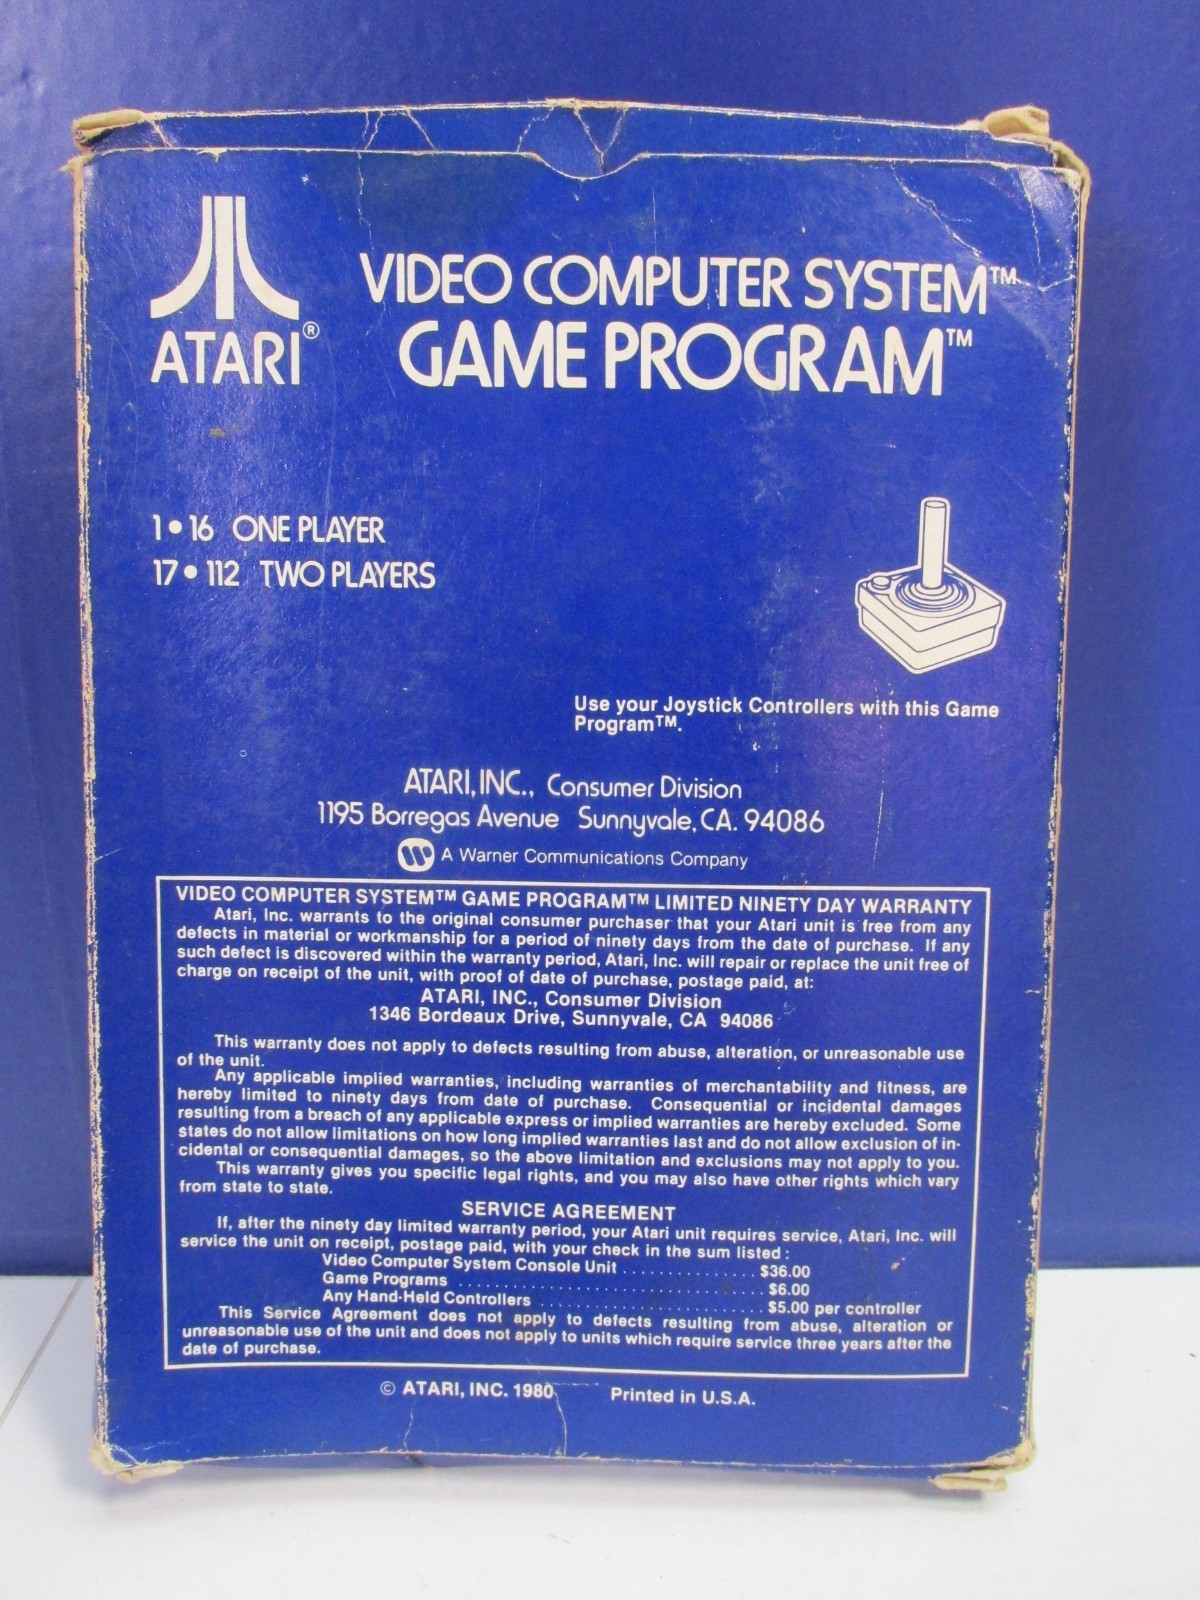 ATARI®
VIDEO COMPUTER SYSTEM™
GAME PROGRAM™
1•16 ONE PLAYER
17•112 TWO PLAYERS
Use your Joystick Controllers with this Game
Program™.
ATARI, INC., Consumer Division
1195 Borregas Avenue Sunnyvale, CA. 94086
A Warner Communications Company
VIDEO COMPUTER SYSTEM™ GAME PROGRAM™ LIMITED NINETY DAY WARRANTY
Atari, Inc. warrants to the original consumer purchaser that your Atari unit is free from any
defects in material or workmanship for a period of ninety days from the date of purchase. If any
such defect is discovered within the warranty period, Atari, Inc. will repair or replace the unit free of
charge on receipt of the unit, with proof of date of purchase, postage paid, at:
ATARI, INC., Consumer Division
1346 Bordeaux Drive, Sunnyvale, CA 94086
This warranty does not apply to defects resulting from abuse, alteration, or unreasonable use
of the unit.
Any applicable implied warranties, including warranties of merchantability and fitness, are
hereby limited to ninety days from date of purchase. Consequential or incidental damages
resulting from a breach of any applicable express or implied warranties are hereby excluded. Some
states do not allow limitations on how long implied warranties last and do not allow exclusion of in-
cidental or consequential damages, so the above limitation and exclusions may not apply to you.
This warranty gives you specific legal rights, and you may also have other rights which vary
from state to state.
SERVICE AGREEMENT
If, after the ninety day limited warranty period, your Atari unit requires service, Atari, Inc. will
service the unit on receipt, postage paid, with your check in the sum listed:
Video Computer System Console Unit ............... $36.00
Game Programs ................................... $6.00
Any Hand-Held Controllers ......................... $5.00 per controller
This Service Agreement does not apply to defects resulting from abuse, alteration or
unreasonable use of the unit and does not apply to units which require service three years after the
date of purchase.
© ATARI, INC. 1980 Printed in U.S.A.